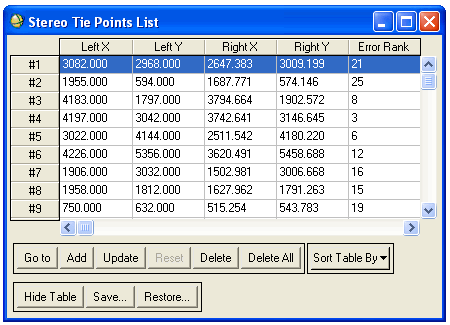 Stereo Tie Points List
Left X Left Y Right X Right Y Error Rank
#1 3082.000 2968.000 2647.383 3009.199 21
#2 1955.000 594.000 1687.771 574.146 25
#3 4183.000 1797.000 3794.664 1902.572 8
#4 4197.000 3042.000 3742.641 3146.645 3
#5 3022.000 4144.000 2511.542 4180.220 6
#6 4226.000 5356.000 3620.491 5458.688 12
#7 1906.000 3032.000 1502.981 3006.668 16
#8 1958.000 1812.000 1627.962 1791.263 15
#9 750.000 632.000 515.254 543.783 19
Go to Add Update Reset Delete Delete All Sort Table By
Hide Table Save... Restore...